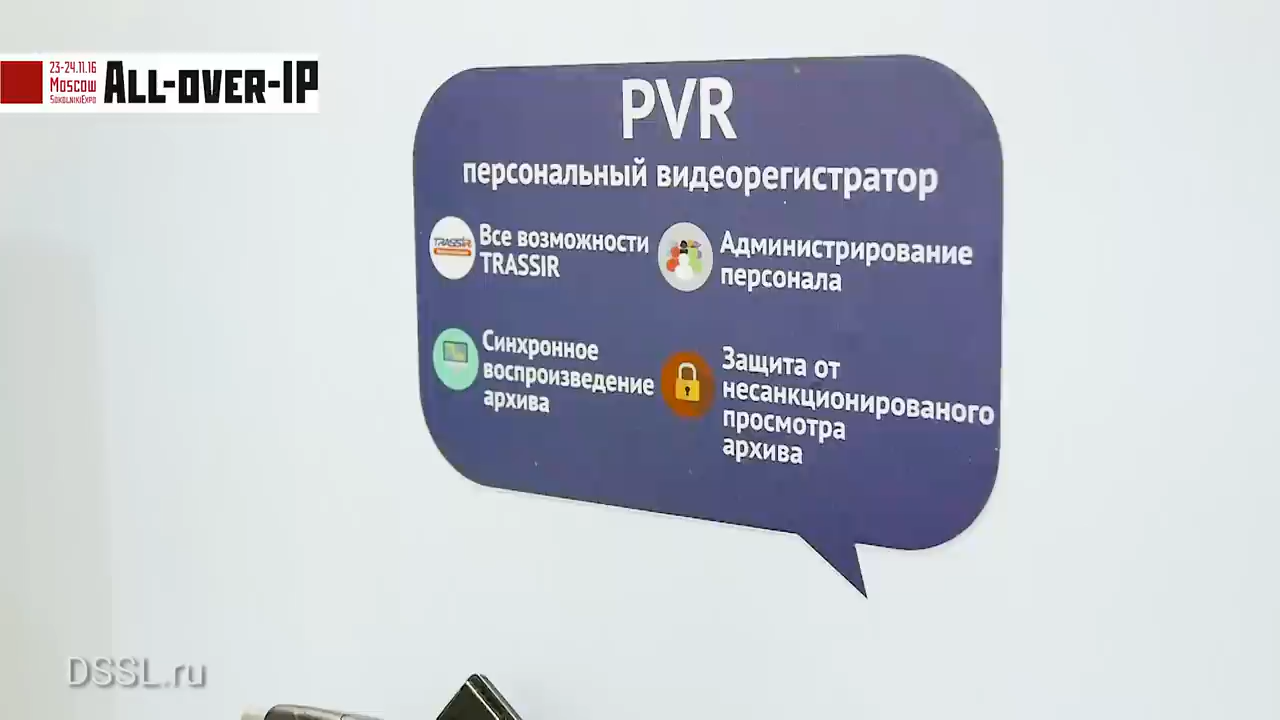 23-24.11.16
Moscow
SokolnikiExpo
All-over-IP
PVR
персональный видеорегистратор
TRASSIR
Все возможности
TRASSIR
Администрирование
персонала
Синхронное
воспроизведение
архива
Защита от
несанкционированого
просмотра
архива
DSSL.ru